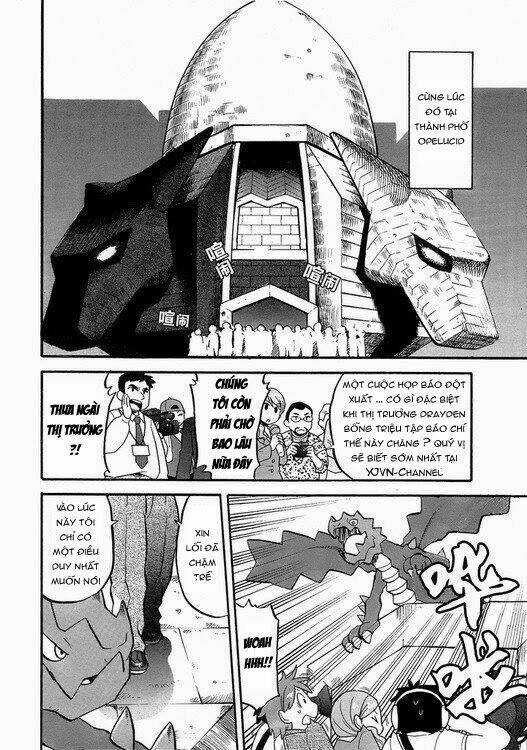 CÙNG LÚC
ĐÓ TẠI
THÀNH PHỐ
OPELUCID
喧
闹
喧
闹
喧闹
THƯA NGÀI
THỊ TRƯỞNG
?!
CHÚNG
TÔI CÒN
PHẢI CHỜ
BAO LÂU
NỮA ĐÂY
MỘT CUỘC HỌP BÁO ĐỘT
XUẤT ... CÓ GÌ ĐẶC BIỆT
KHI THỊ TRƯỞNG DRAYDEN
BỖNG TRIỆU TẬP BÁO CHÍ
THẾ NÀY CHĂNG ? QUÝ VỊ
SẼ BIẾT SỚM NHẤT TẠI
XJVN-CHANNEL
VÀO LÚC
NÀY TÔI
CHỈ CÓ
MỘT ĐIỀU
DUY NHẤT
MUỐN NÓI
XIN
LỖI ĐÃ
CHẬM
TRỄ
WOAH
HHH!!